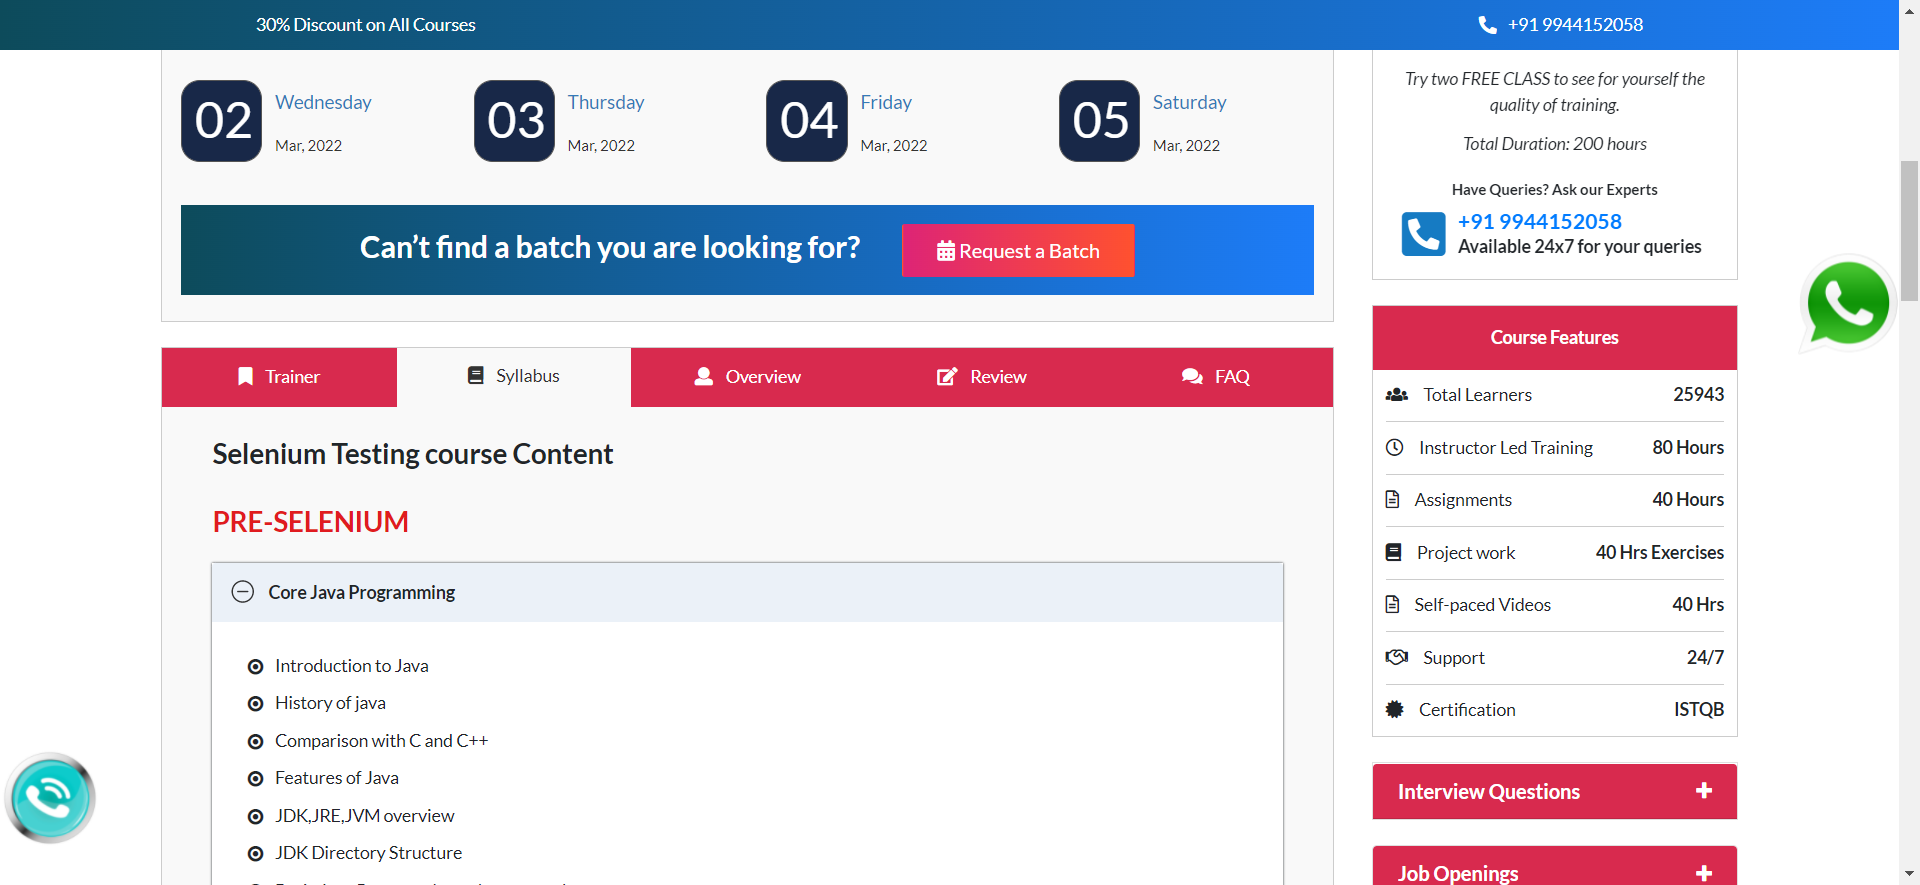 30% Discount on All Courses
+91 9944152058
02
Wednesday
Mar, 2022
03
Thursday
Mar, 2022
04
Friday
Mar, 2022
05
Saturday
Mar, 2022
Can't find a batch you are looking for?
Request a Batch
Trainer
Syllabus
Overview
Review
FAQ
Selenium Testing course Content
PRE-SELENIUM
Core Java Programming
Introduction to Java
History of java
Comparison with C and C++
Features of Java
JDK,JRE,JVM overview
JDK Directory Structure
Try two FREE CLASS to see for yourself the
quality of training.
Total Duration: 200 hours
Have Queries? Ask our Experts
+91 9944152058
Available 24x7 for your queries
Course Features
Total Learners 25943
Instructor Led Training 80 Hours
Assignments 40 Hours
Project work 40 Hrs Exercises
Self-paced Videos 40 Hrs
Support 24/7
Certification ISTQB
Interview Questions
Job Openings